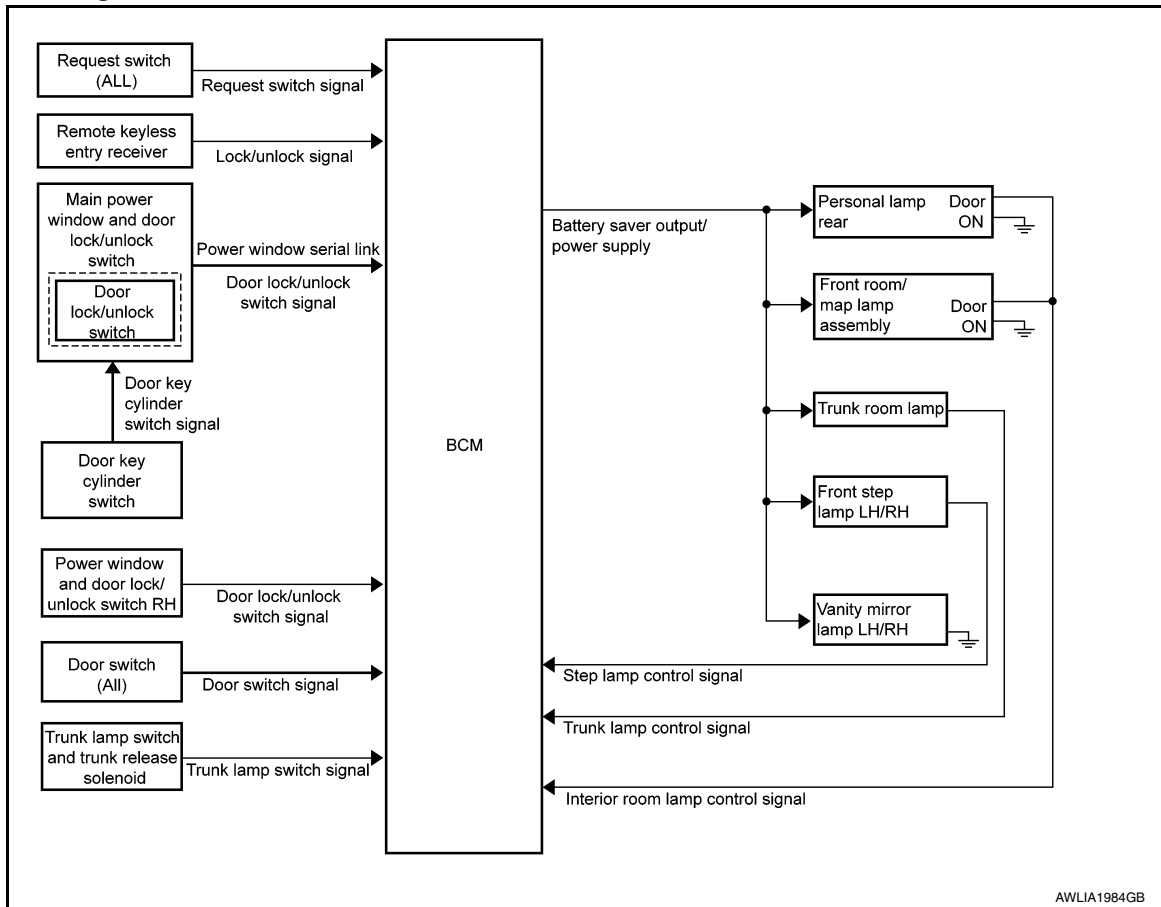 Request switch
(ALL)
Request switch signal
Remote keyless
entry receiver
Lock/unlock signal
Main power
window and door
lock/unlock
switch
Door
lock/unlock
switch
Power window serial link
Door lock/unlock
switch signal
Door key
cylinder
switch signal
Door key
cylinder
switch
Power window
and door lock/
unlock switch RH
Door lock/unlock
switch signal
Door switch
(All)
Door switch signal
Trunk lamp switch
and trunk release
solenoid
Trunk lamp switch signal
BCM
Battery saver output/
power supply
Personal lamp
rear
Door
ON
Front room/
map lamp
assembly
Door
ON
Trunk room lamp
Front step
lamp LH/RH
Vanity mirror
lamp LH/RH
Step lamp control signal
Trunk lamp control signal
Interior room lamp control signal
AWLIA1984GB